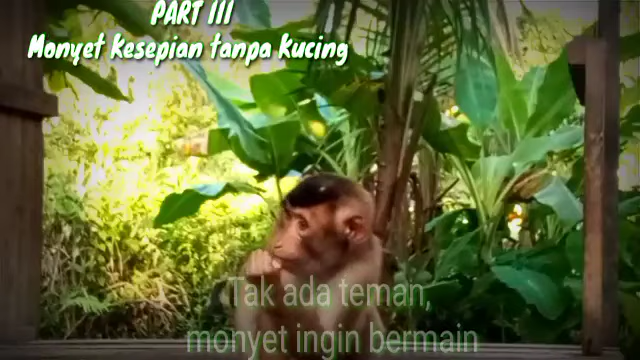 PART III
Monyet Kesepian tanpa Kucing
Tak ada teman,
monyet ingin bermain